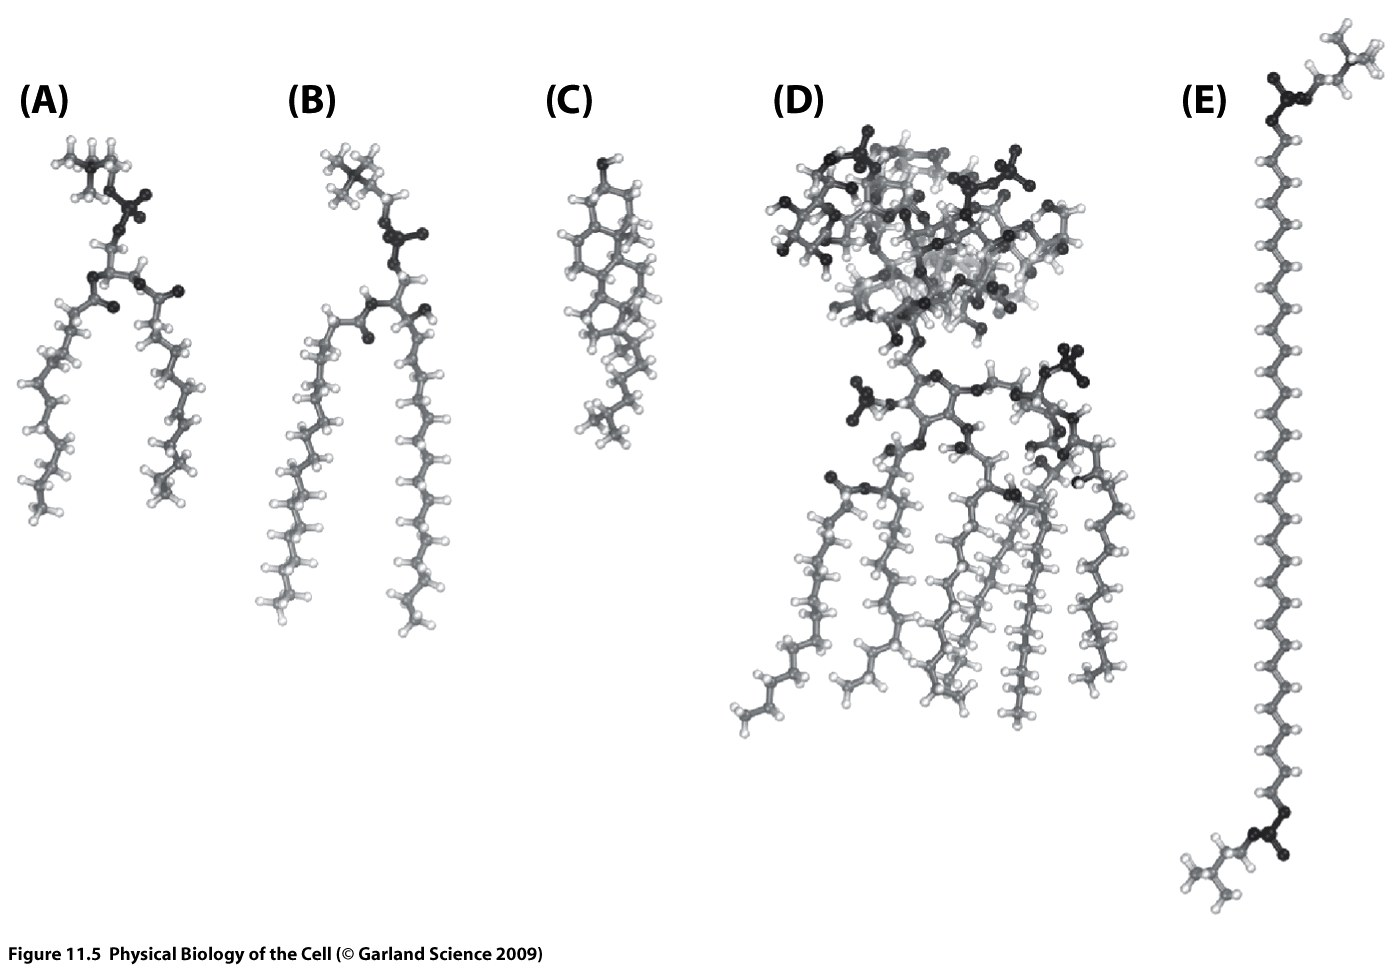 (A) (B) (C) (D) (E)
Figure 11.5 Physical Biology of the Cell (© Garland Science 2009)